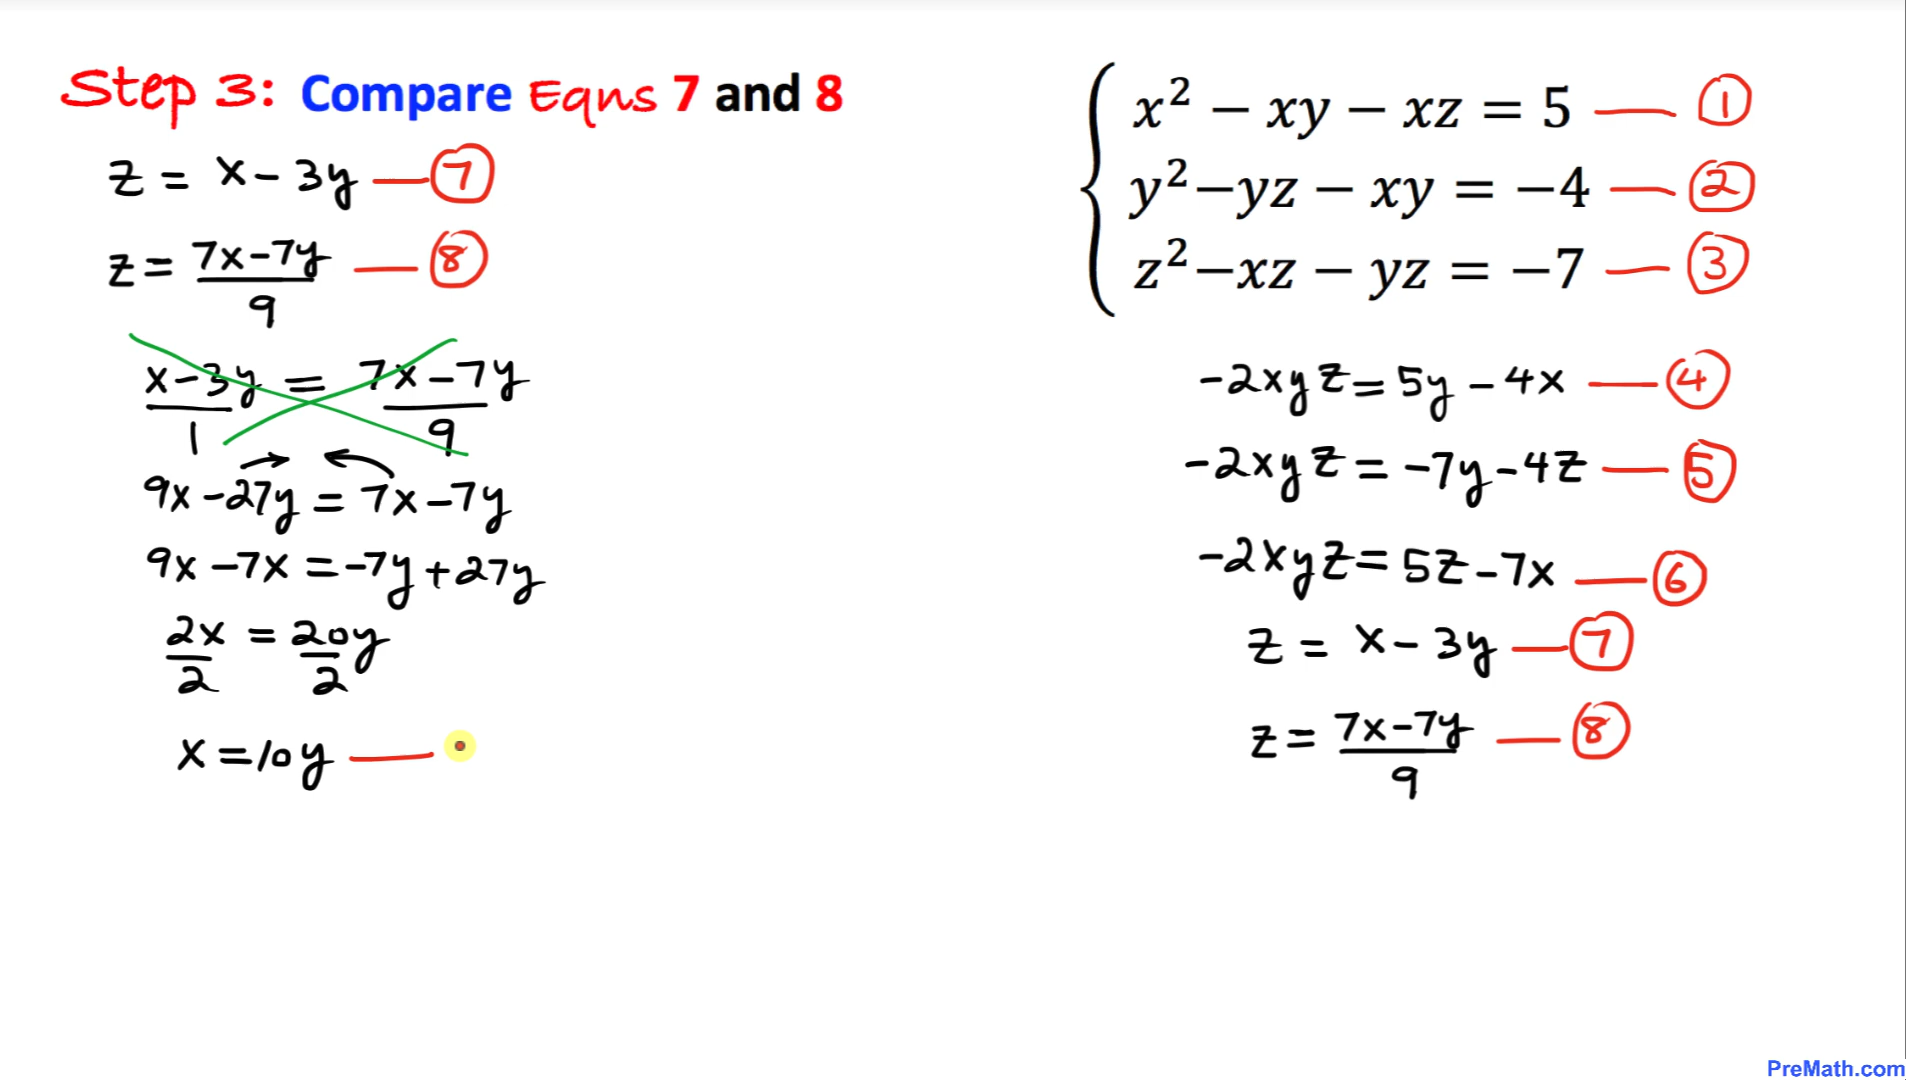 Step 3: Compare Eqns 7 and 8
z = x - 3y — 7
z = 7x-7y / 9 — 8
x-3y / 1 = 7x-7y / 9
9x - 27y = 7x - 7y
9x - 7x = -7y + 27y
2x / 2 = 20y / 2
x = 10y —
x² − xy − xz = 5 — 1
y² − yz − xy = −4 — 2
z² − xz − yz = −7 — 3
-2xyz = 5y - 4x — 4
-2xyz = -7y - 4z — 5
-2xyz = 5z - 7x — 6
z = x - 3y — 7
z = 7x-7y / 9 — 8
PreMath.com